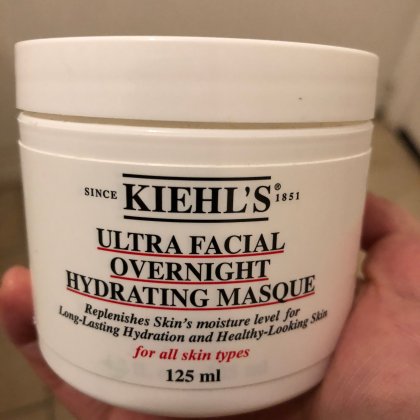 SINCE KIEHL'S® 1851
ULTRA FACIAL
OVERNIGHT
HYDRATING MASQUE
Replenishes Skin's moisture level for
Long-Lasting Hydration and Healthy-Looking Skin
for all skin types
125 ml